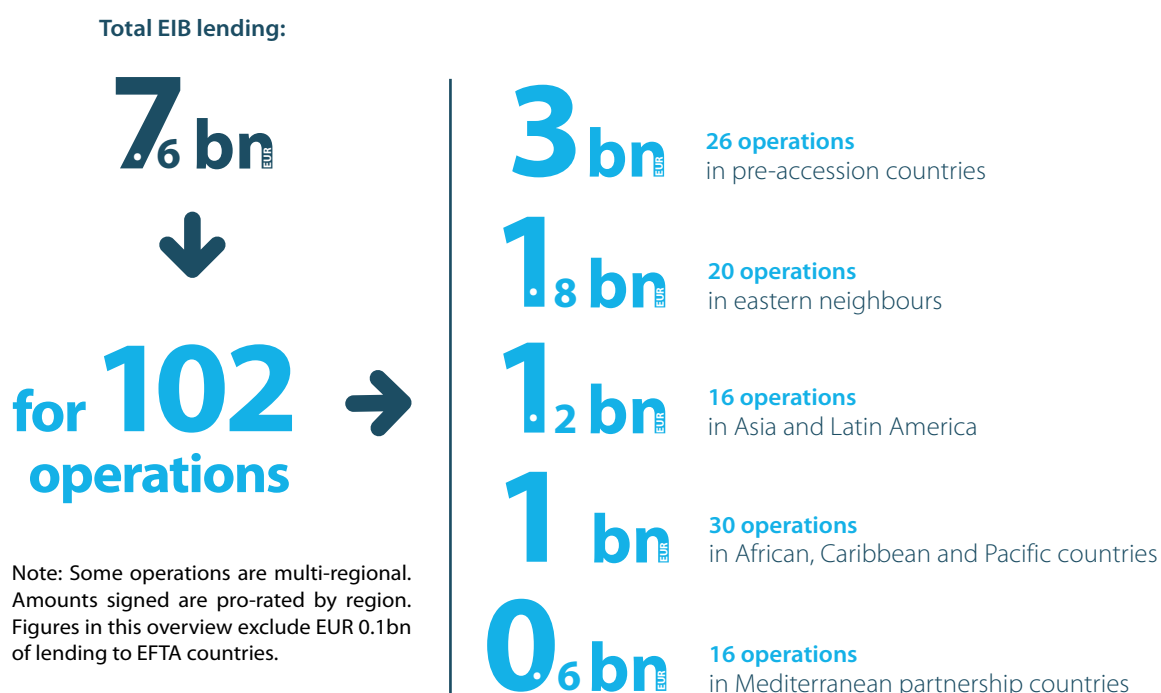 Total EIB lending:
7.6 bn EUR
for 102
operations
Note: Some operations are multi-regional.
Amounts signed are pro-rated by region.
Figures in this overview exclude EUR 0.1bn
of lending to EFTA countries.
3 bn EUR
26 operations
in pre-accession countries
1.8 bn EUR
20 operations
in eastern neighbours
1.2 bn EUR
16 operations
in Asia and Latin America
1 bn EUR
30 operations
in African, Caribbean and Pacific countries
0.6 bn EUR
16 operations
in Mediterranean partnership countries